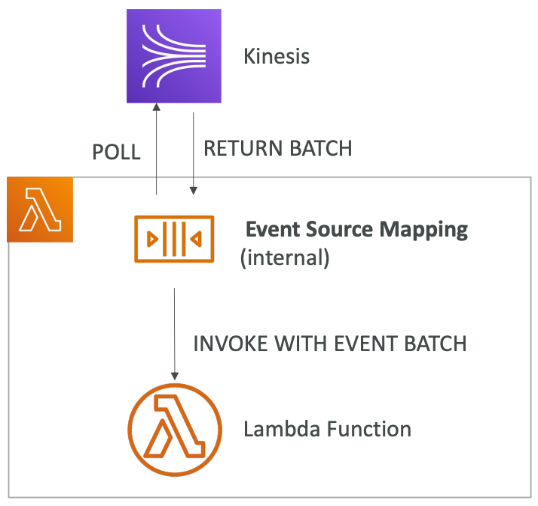 Kinesis
POLL
RETURN BATCH
Event Source Mapping
(internal)
INVOKE WITH EVENT BATCH
Lambda Function